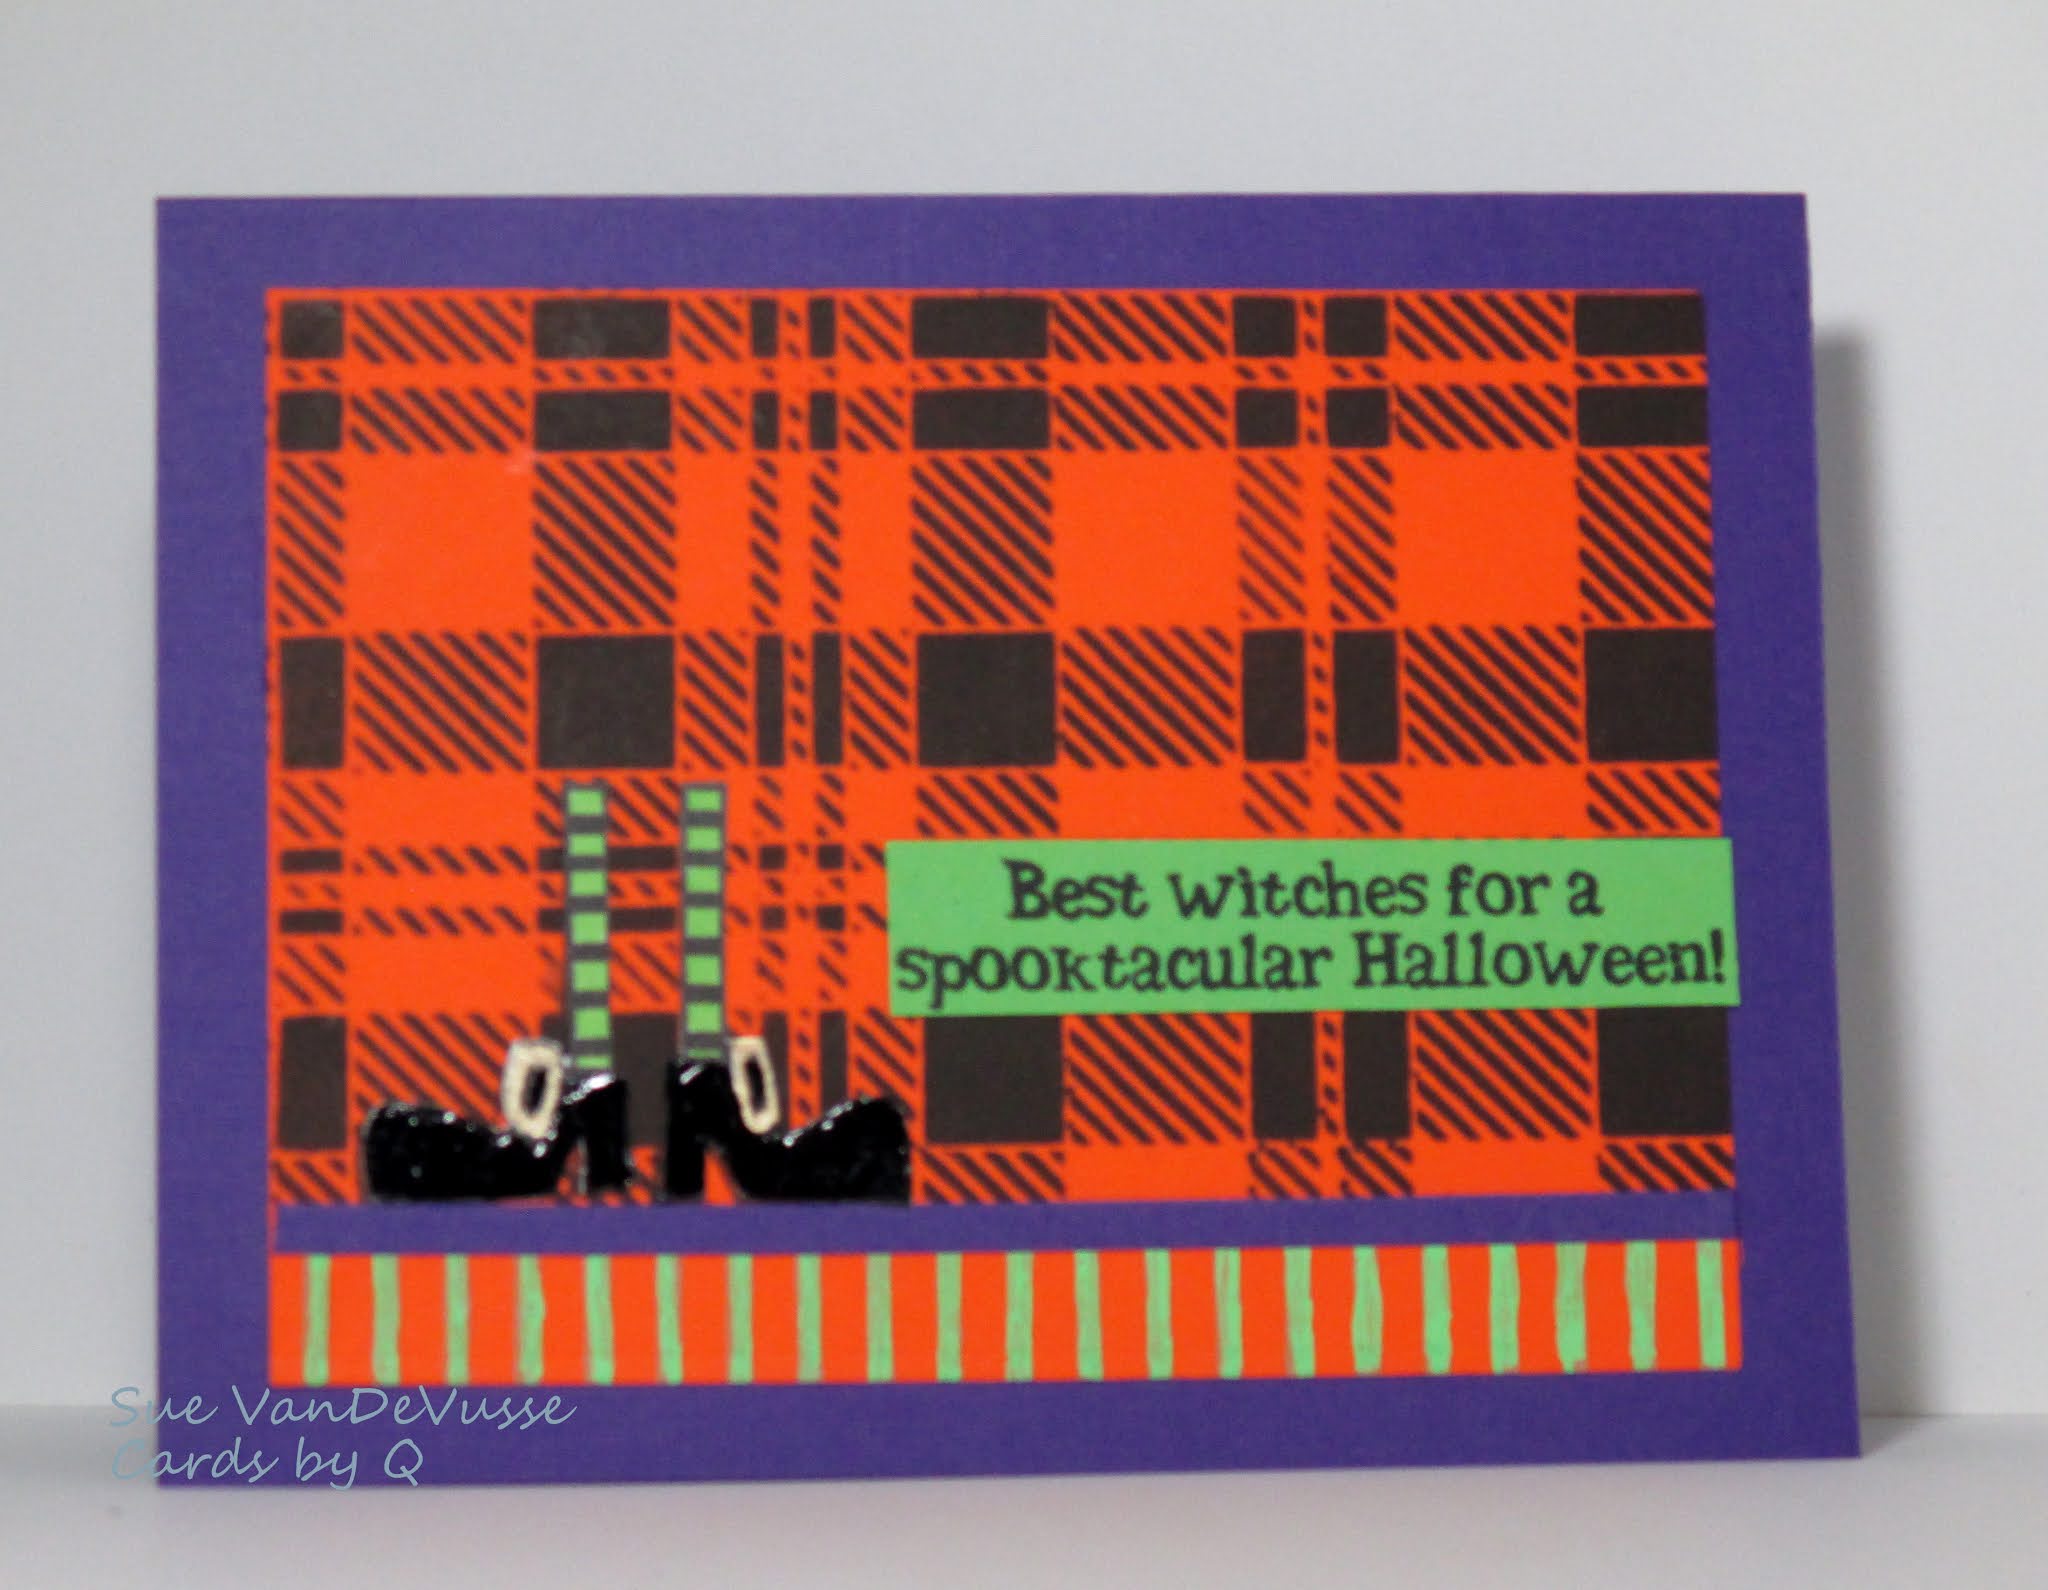 Best witches for a
spooktacular Halloween!
Sue VanDeVusse
Cards by Q